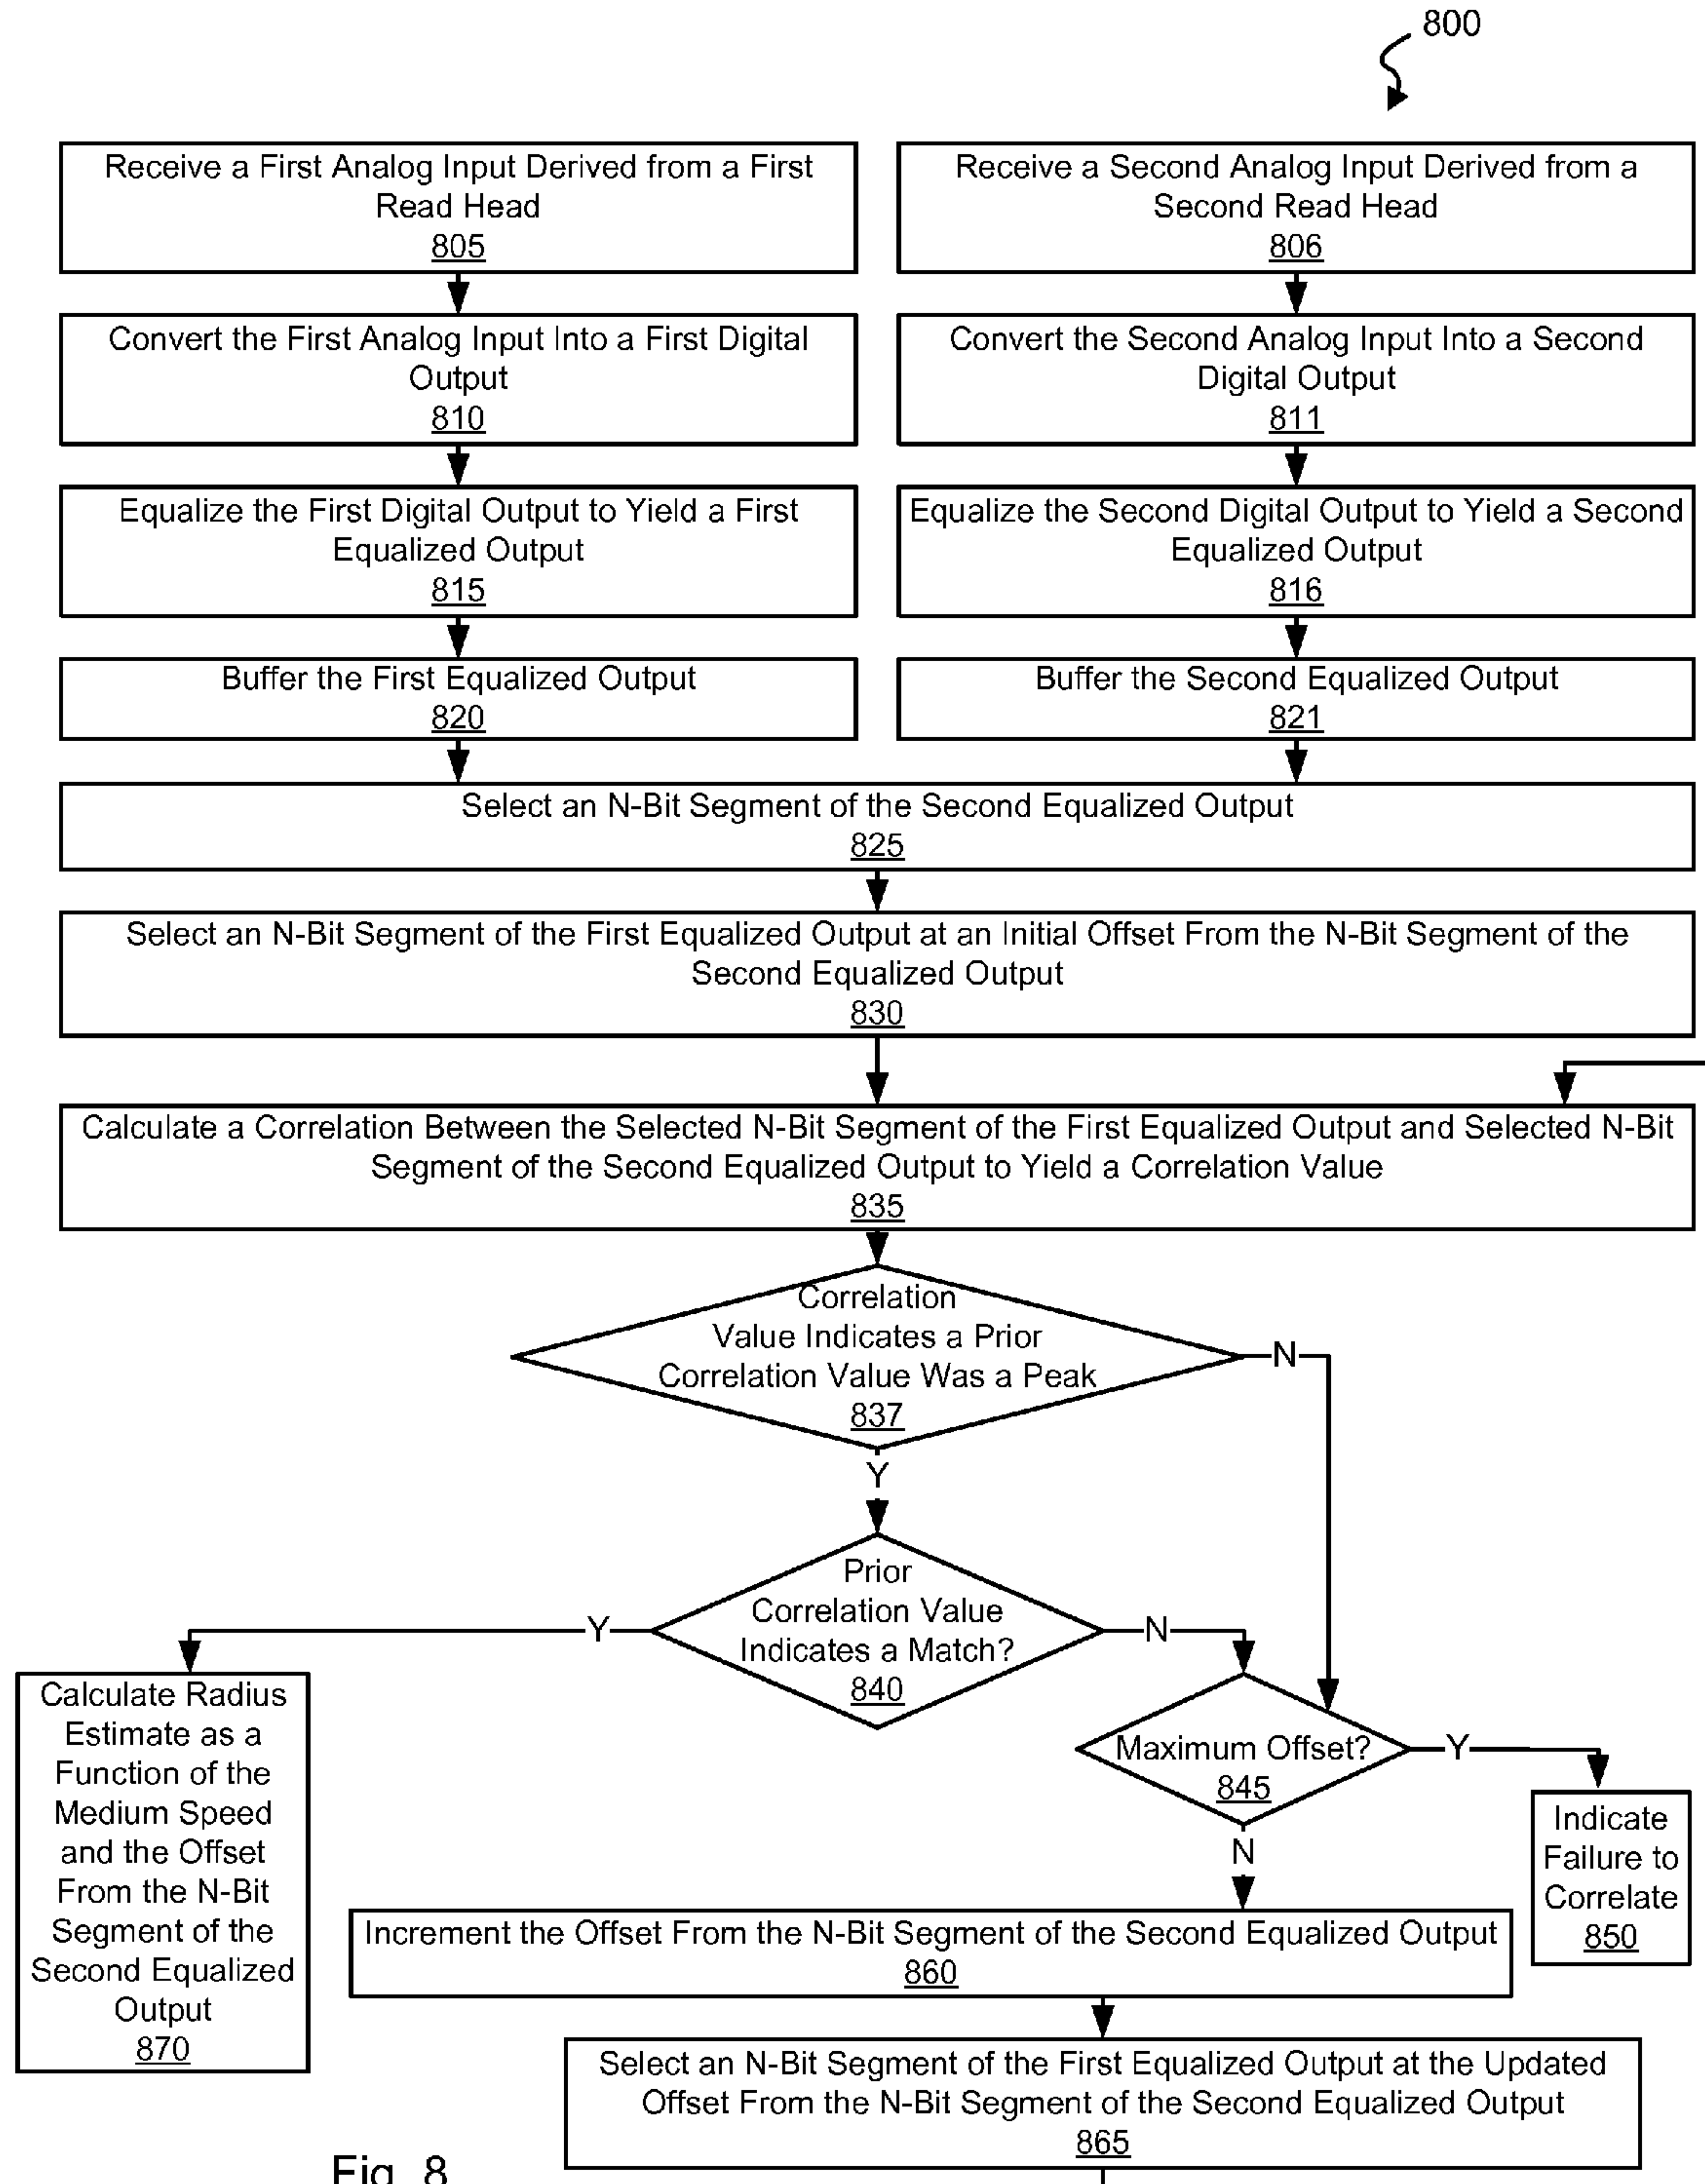 800
Receive a First Analog Input Derived from a First
Read Head
805
Receive a Second Analog Input Derived from a
Second Read Head
806
Convert the First Analog Input Into a First Digital
Output
810
Convert the Second Analog Input Into a Second
Digital Output
811
Equalize the First Digital Output to Yield a First
Equalized Output
815
Equalize the Second Digital Output to Yield a Second
Equalized Output
816
Buffer the First Equalized Output
820
Buffer the Second Equalized Output
821
Select an N-Bit Segment of the Second Equalized Output
825
Select an N-Bit Segment of the First Equalized Output at an Initial Offset From the N-Bit Segment of the
Second Equalized Output
830
Calculate a Correlation Between the Selected N-Bit Segment of the First Equalized Output and Selected N-Bit
Segment of the Second Equalized Output to Yield a Correlation Value
835
Correlation
Value Indicates a Prior
Correlation Value Was a Peak
837
N
Y
Prior
Correlation Value
Indicates a Match?
840
Y
N
Calculate Radius
Estimate as a
Function of the
Medium Speed
and the Offset
From the N-Bit
Segment of the
Second Equalized
Output
870
Maximum Offset?
845
Y
N
Indicate
Failure to
Correlate
850
Increment the Offset From the N-Bit Segment of the Second Equalized Output
860
Select an N-Bit Segment of the First Equalized Output at the Updated
Offset From the N-Bit Segment of the Second Equalized Output
865
Fig. 8